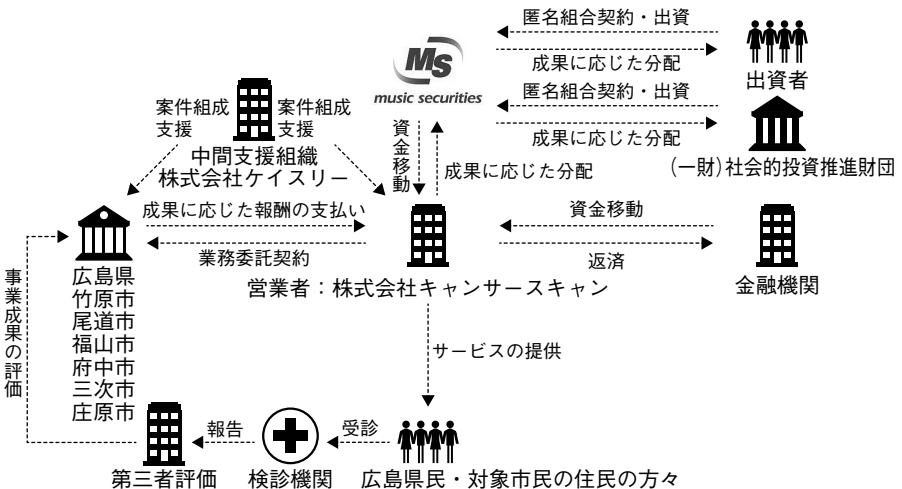 匿名組合契約・出資
成果に応じた分配
出資者
MS
music securities
匿名組合契約・出資
成果に応じた分配
(一財)社会的投資推進財団
案件組成
支援
案件組成
支援
中間支援組織
株式会社ケイスリー
資金移動
成果に応じた分配
成果に応じた報酬の支払い
業務委託契約
資金移動
返済
金融機関
営業者：株式会社キャンサースキャン
広島県
竹原市
尾道市
福山市
府中市
三次市
庄原市
事業成果の評価
サービスの提供
報告
受診
第三者評価
検診機関
広島県民・対象市民の住民の方々